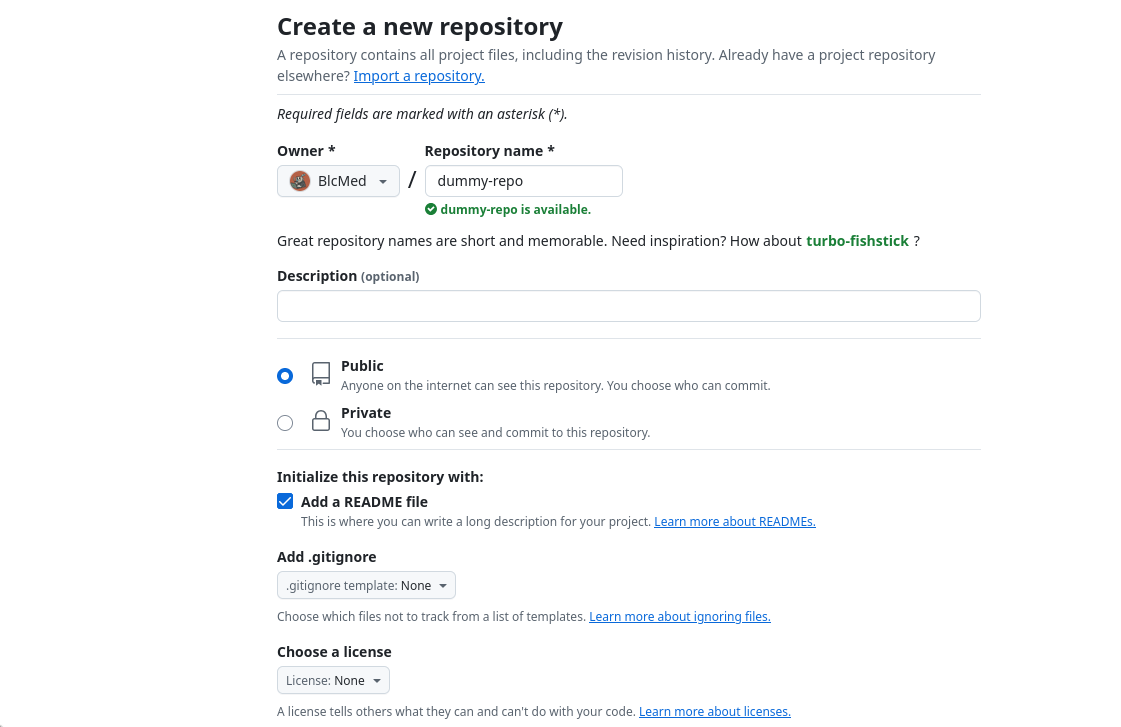 Create a new repository
A repository contains all project files, including the revision history. Already have a project repository
elsewhere? Import a repository.
Required fields are marked with an asterisk (*).
Owner * Repository name *
BlcMed / dummy-repo
dummy-repo is available.
Great repository names are short and memorable. Need inspiration? How about turbo-fishstick ?
Description (optional)
Public
Anyone on the internet can see this repository. You choose who can commit.
Private
You choose who can see and commit to this repository.
Initialize this repository with:
Add a README file
This is where you can write a long description for your project. Learn more about READMEs.
Add .gitignore
.gitignore template: None
Choose which files not to track from a list of templates. Learn more about ignoring files.
Choose a license
License: None
A license tells others what they can and can't do with your code. Learn more about licenses.